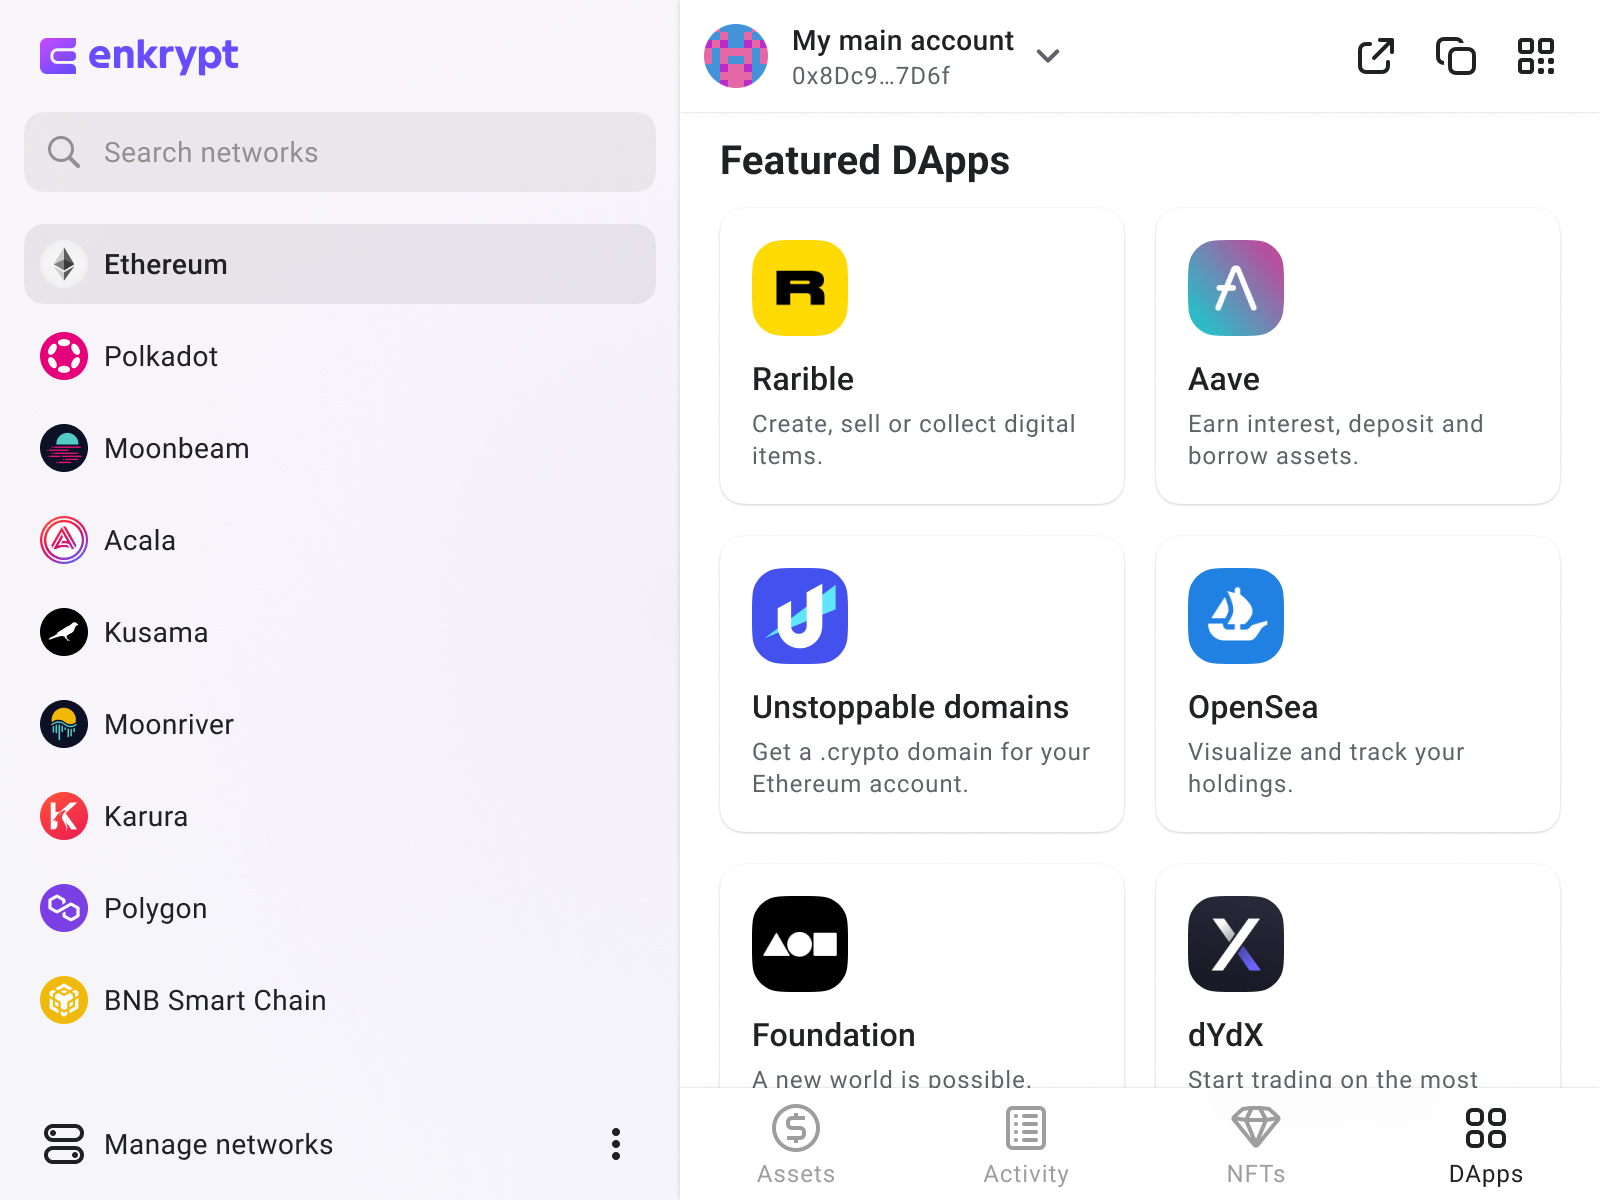 enkrypt
Search networks
Ethereum
Polkadot
Moonbeam
Acala
Kusama
Moonriver
Karura
Polygon
BNB Smart Chain
Manage networks
My main account
0x8Dc9...7D6f
Featured DApps
Rarible
Create, sell or collect digital
items.
Aave
Earn interest, deposit and
borrow assets.
Unstoppable domains
Get a .crypto domain for your
Ethereum account.
OpenSea
Visualize and track your
holdings.
Foundation
A new world is possible.
dYdX
Start trading on the most
Assets
Activity
NFTs
DApps